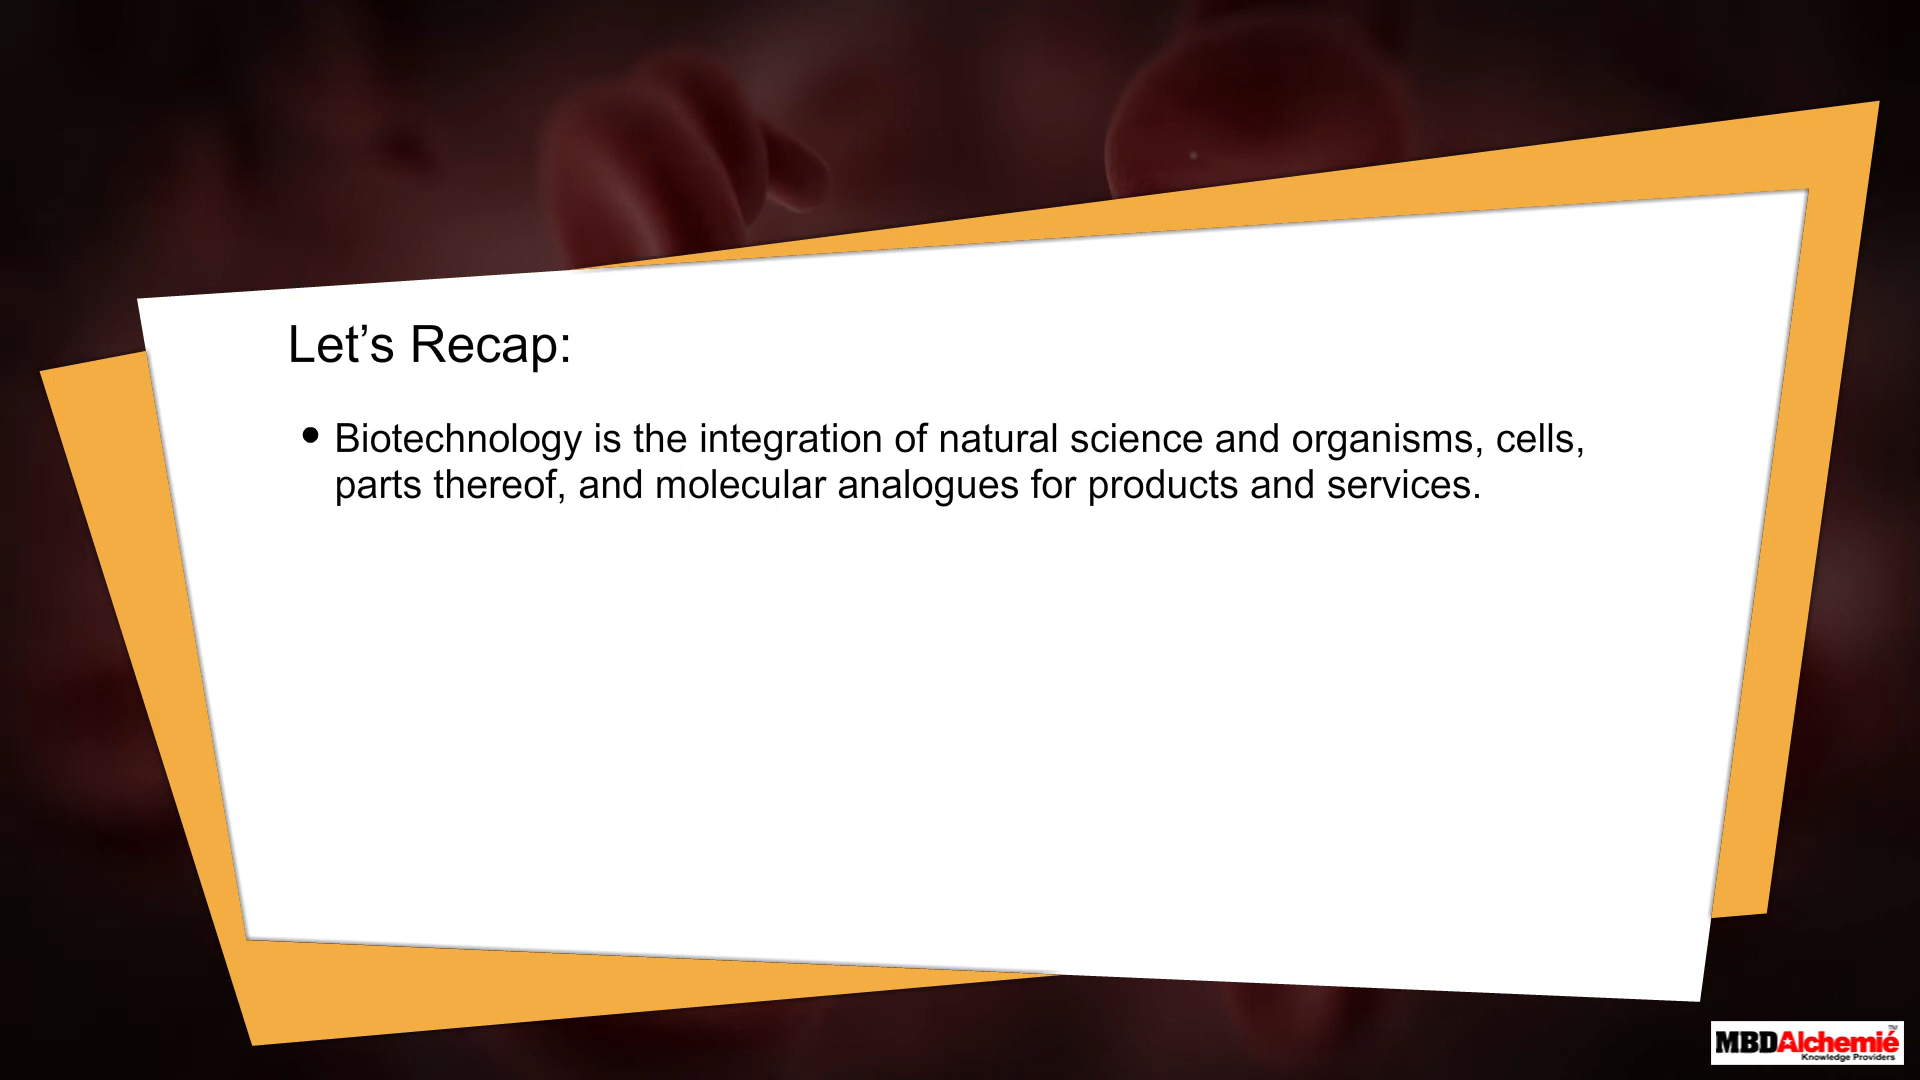 Let’s Recap:
• Biotechnology is the integration of natural science and organisms, cells,
parts thereof, and molecular analogues for products and services.
MBDAlchemié™
Knowledge Providers